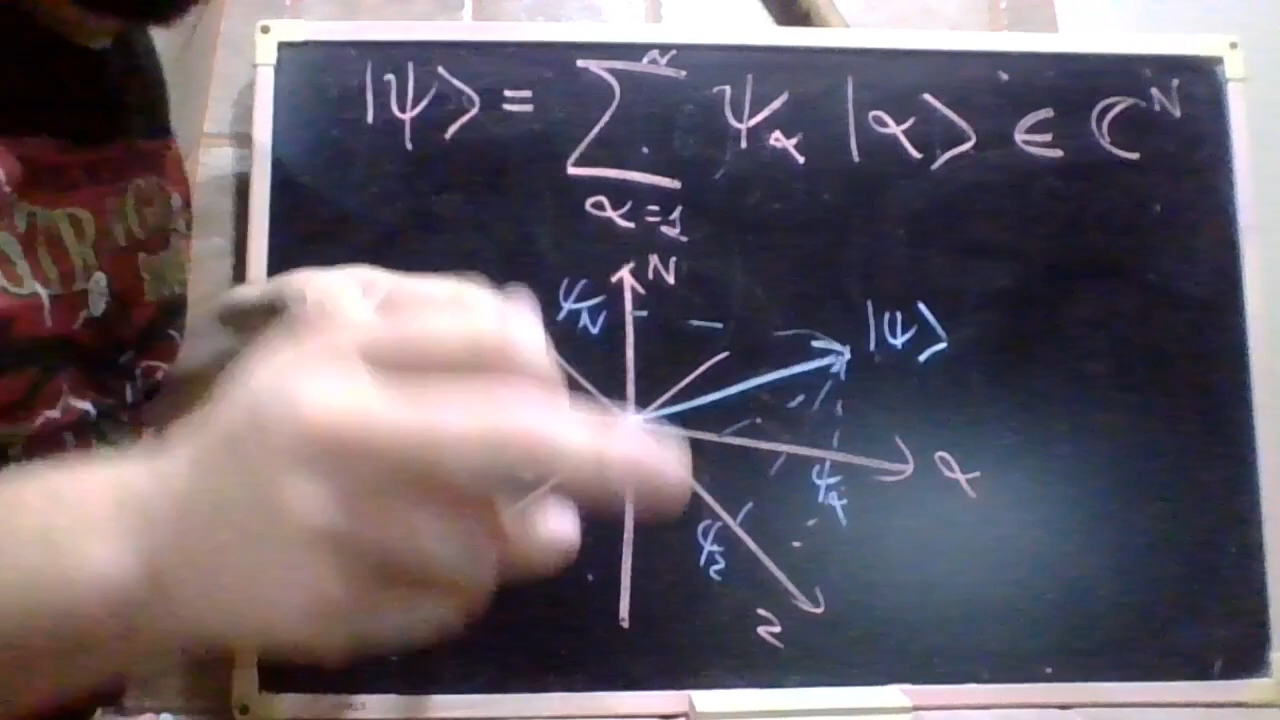 |ψ⟩ = ∑ ψ_α |α⟩ ∈ ℂ^N
N
α=1
N
ψ_N
|ψ⟩
α
ψ_α
ψ_2
2